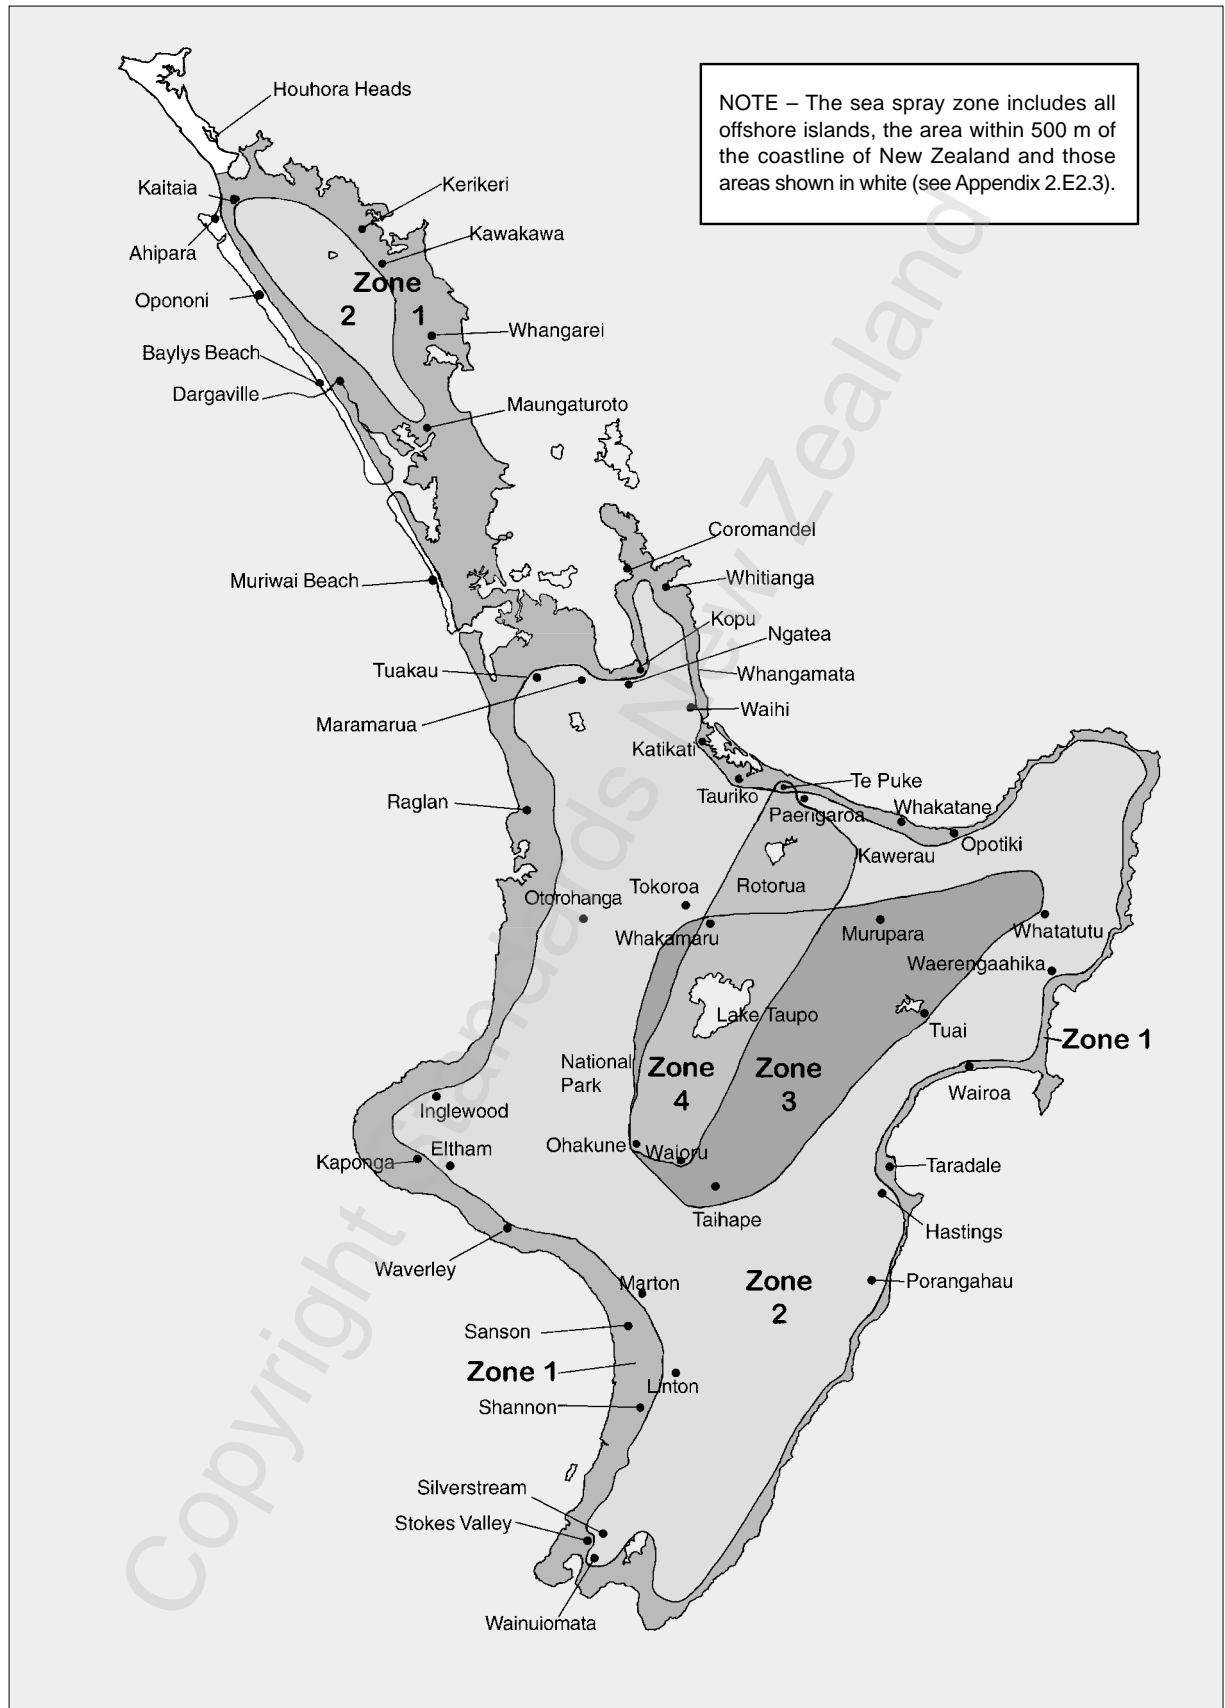 NOTE – The sea spray zone includes all
offshore islands, the area within 500 m of
the coastline of New Zealand and those
areas shown in white (see Appendix 2.E2.3).
Houhora Heads
Kaitaia
Kerikeri
Ahipara
Kawakawa
Opononi
Zone
2
1
Whangarei
Baylys Beach
Dargaville
Maungaturoto
Coromandel
Muriwai Beach
Whitianga
Kopu
Ngatea
Tuakau
Whangamata
Maramarua
Waihi
Katikati
Te Puke
Tauriko
Raglan
Paengaroa
Whakatane
Opotiki
Kawerau
Tokoroa
Rotorua
Otorohanga
Whakamaru
Murupara
Whatatutu
Waerengaahika
Lake Taupo
Tuai
Zone 1
National
Park
Zone
4
Zone
3
Wairoa
Inglewood
Ohakune
Waioru
Eltham
Kaponga
Taradale
Taihape
Hastings
Waverley
Marton
Zone
2
Porangahau
Sanson
Zone 1
Linton
Shannon
Silverstream
Stokes Valley
Wainuiomata
Copyright Standards New Zealand